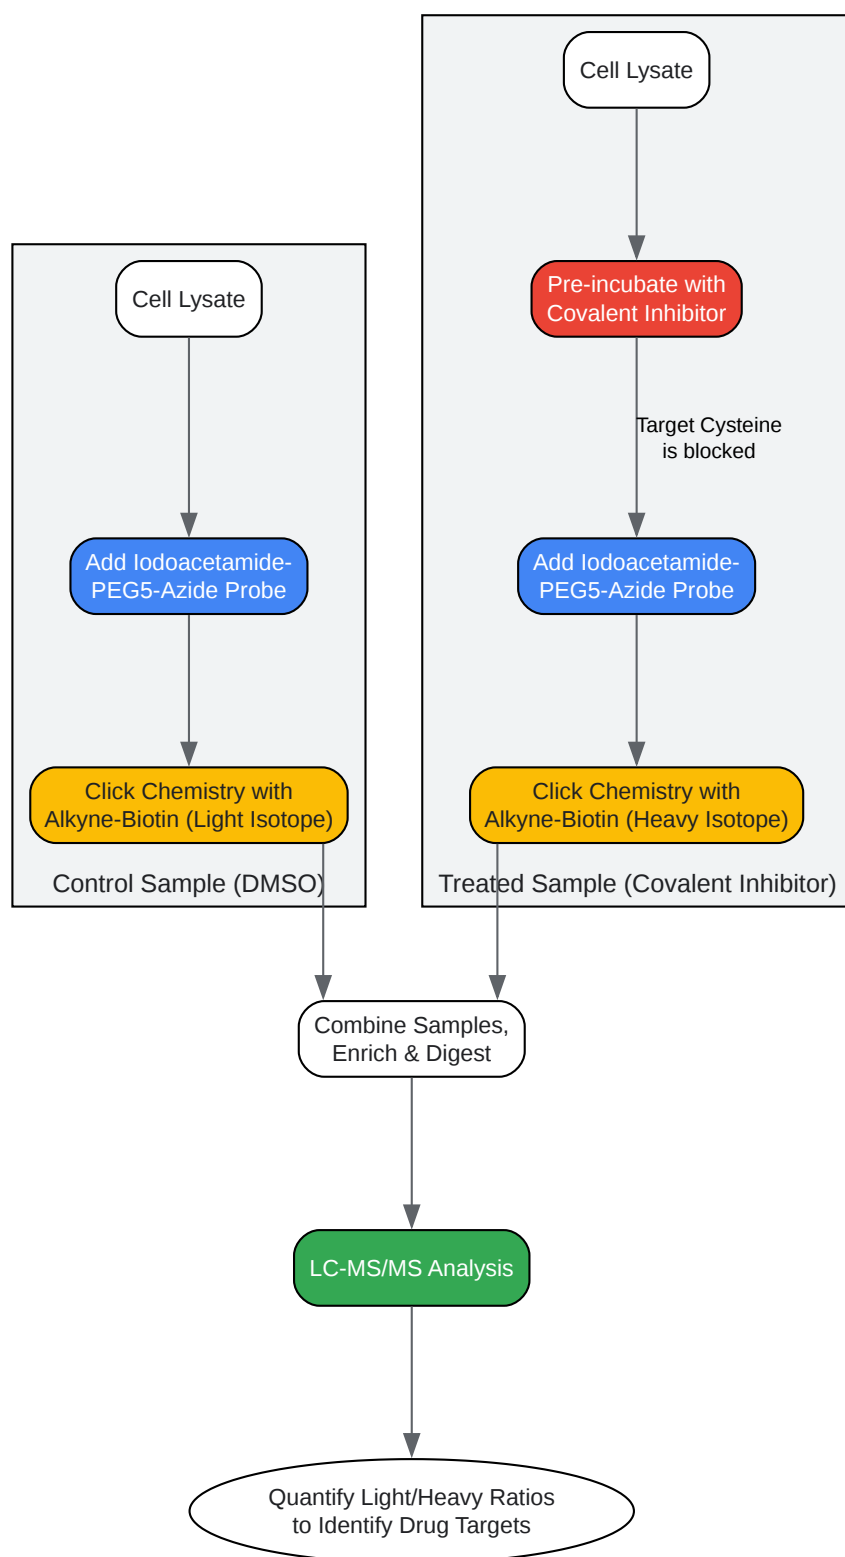 Cell Lysate
Add Iodoacetamide-
PEG5-Azide Probe
Click Chemistry with
Alkyne-Biotin (Light Isotope)
Control Sample (DMSO)
Cell Lysate
Pre-incubate with
Covalent Inhibitor
Target Cysteine
is blocked
Add Iodoacetamide-
PEG5-Azide Probe
Click Chemistry with
Alkyne-Biotin (Heavy Isotope)
Treated Sample (Covalent Inhibitor)
Combine Samples,
Enrich & Digest
LC-MS/MS Analysis
Quantify Light/Heavy Ratios
to Identify Drug Targets